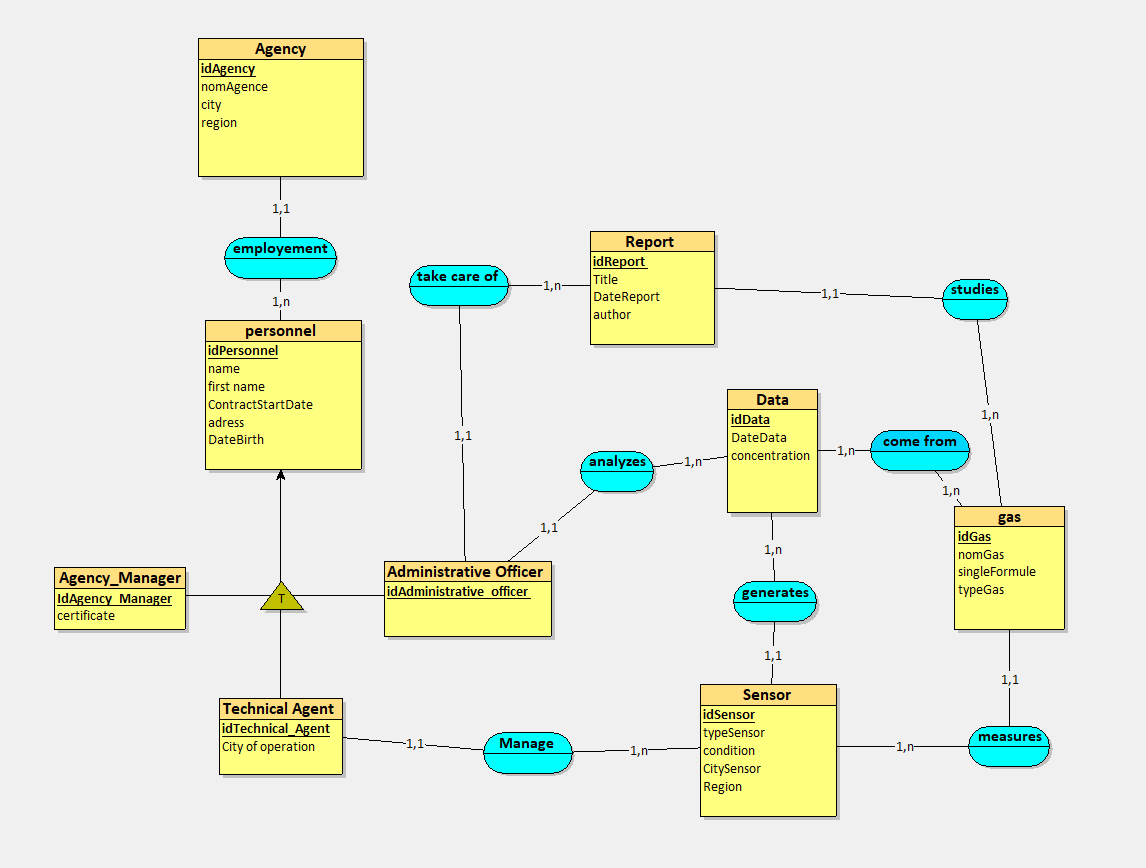 Agency
idAgency
nomAgence
city
region
1,1
employement
1,n
personnel
idPersonnel
name
first name
ContractStartDate
adress
DateBirth
take care of
1,n
1,1
Report
idReport
Title
DateReport
author
1,1
studies
1,n
Data
idData
DateData
concentration
1,n
come from
1,n
analyzes
1,n
1,1
gas
idGas
nomGas
singleFormule
typeGas
1,n
generates
1,1
Agency_Manager
IdAgency_Manager
certificate
T
Administrative Officer
idAdministrative_officer
1,1
measures
1,n
Technical Agent
idTechnical_Agent
City of operation
1,1
Manage
1,n
Sensor
idSensor
typeSensor
condition
CitySensor
Region